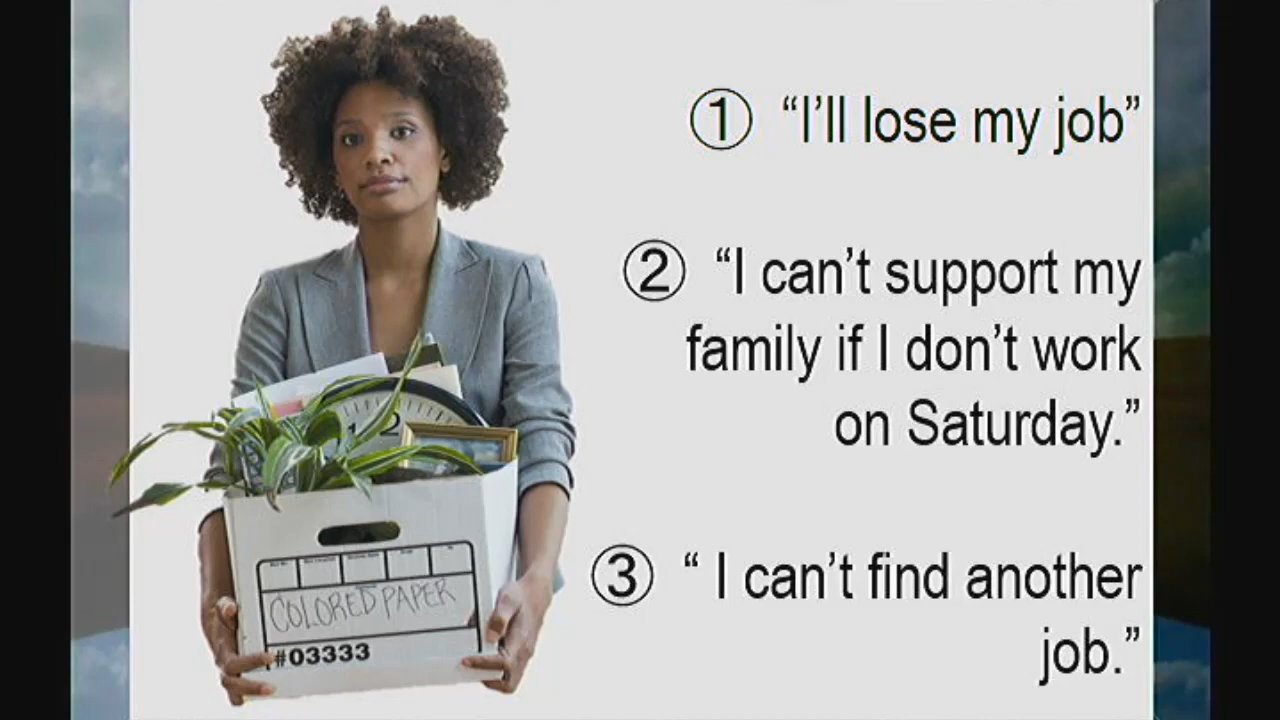 ① “I’ll lose my job”
② “I can’t support my
family if I don’t work
on Saturday.”
③ “ I can’t find another
job.”
COLORED PAPER
#03333